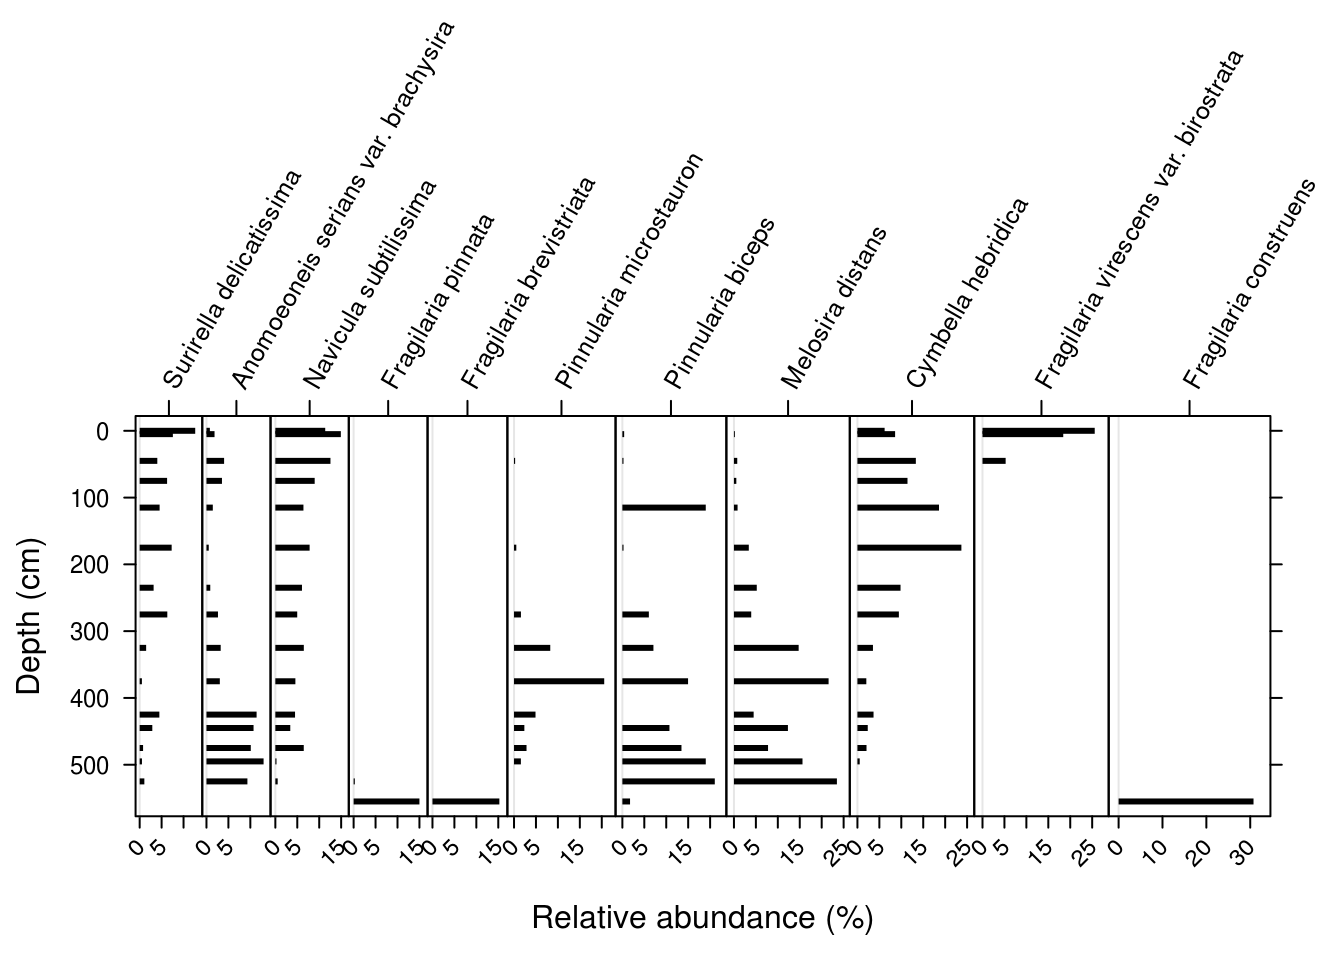 Surirella delicatissima
Anomoeoneis serians var. brachysira
Navicula subtilissima
Fragilaria pinnata
Fragilaria brevistriata
Pinnularia microstauron
Pinnularia biceps
Melosira distans
Cymbella hebridica
Fragilaria virescens var. birostrata
Fragilaria construens
Depth (cm)
0
100
200
300
400
500
0 5
0 5
0 5 15
0 5 15
0 5 15
0 5 15
0 5 15
0 5 15 25
0 5 15 25
0 5 15 25
0 10 20 30
Relative abundance (%)